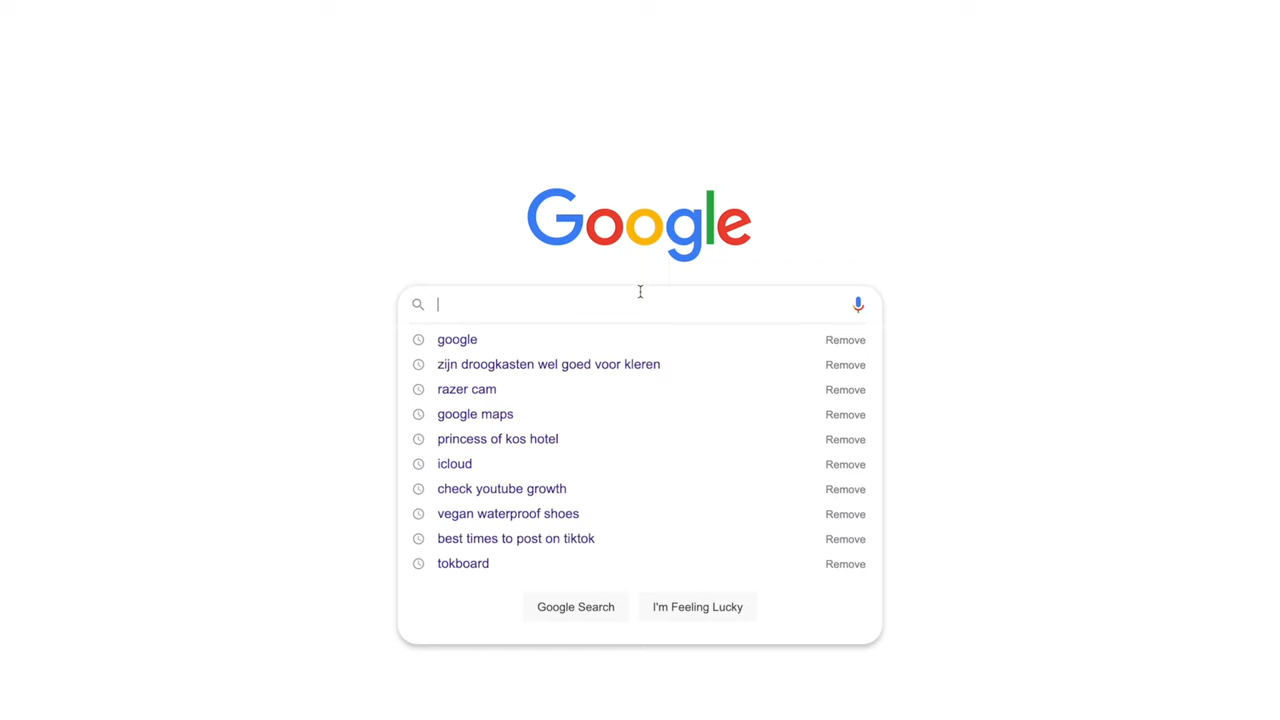 Google
google Remove
zijn droogkasten wel goed voor kleren Remove
razer cam Remove
google maps Remove
princess of kos hotel Remove
icloud Remove
check youtube growth Remove
vegan waterproof shoes Remove
best times to post on tiktok Remove
tokboard Remove
Google Search I'm Feeling Lucky